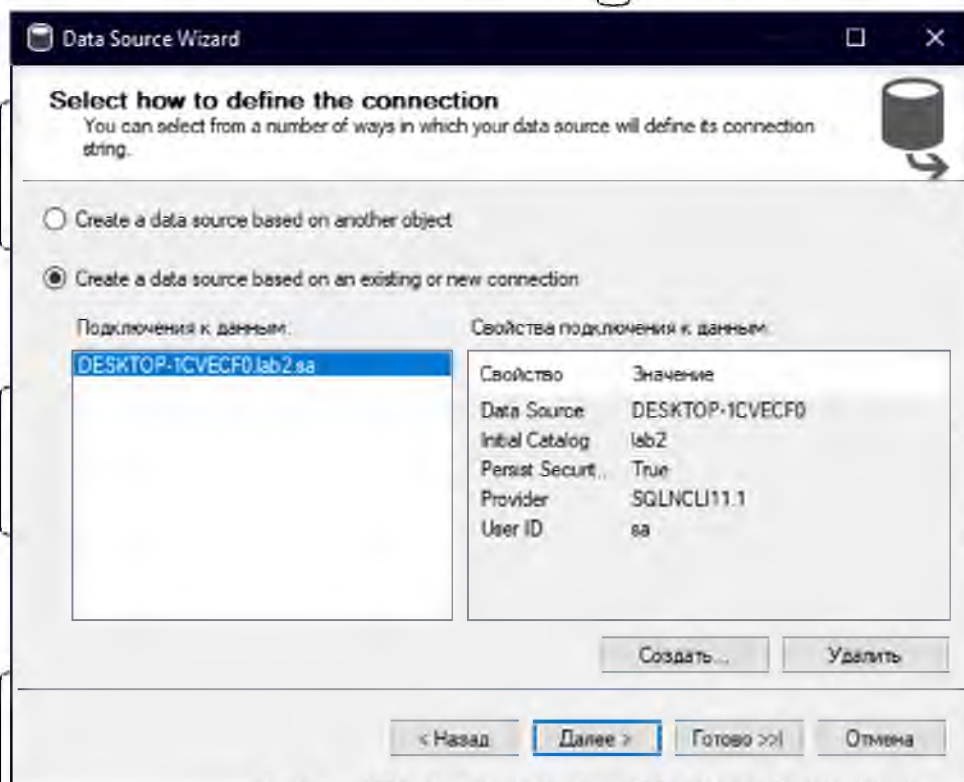 Data Source Wizard
Select how to define the connection
You can select from a number of ways in which your data source will define its connection
string.
Create a data source based on another object
Create a data source based on an existing or new connection
Подключения к данным:
DESKTOP-1CVECF0.lab2.sa
Свойства подключения к данным:
Свойство Значение
Data Source DESKTOP-1CVECF0
Initial Catalog lab2
Persist Securit... True
Provider SQLNCLI11.1
User ID sa
Создать... Удалить
< Назад Далее > Готово >>| Отмена